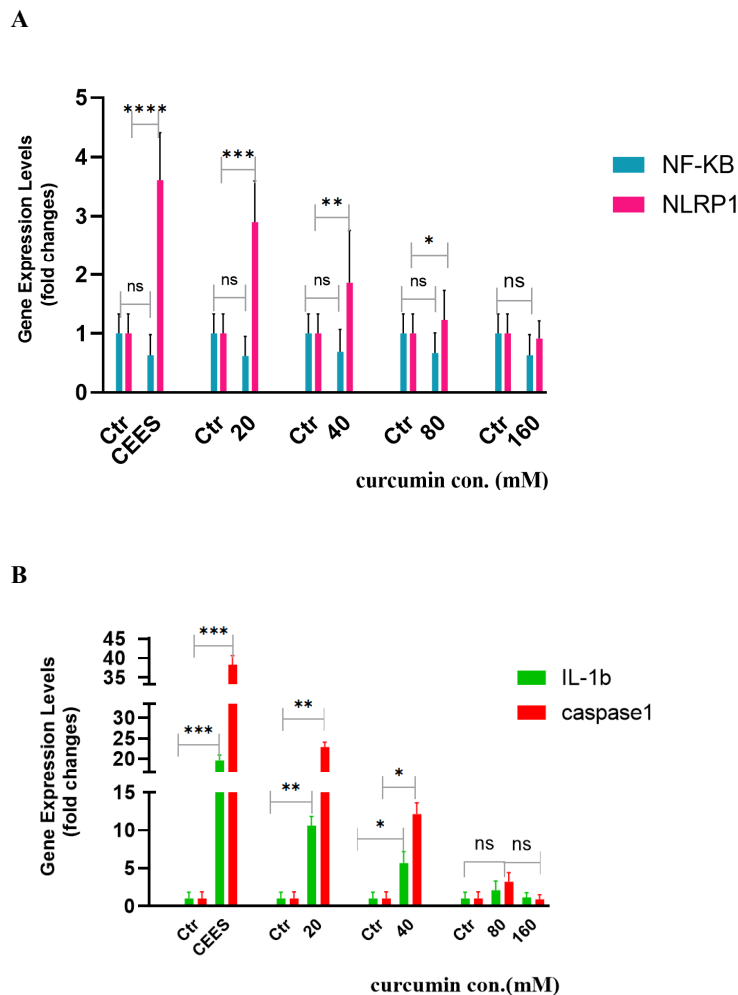 A
Gene Expression Levels
(fold changes)
5
4
3
2
1
0
****
***
**
*
ns
ns
ns
ns
ns
NF-KB
NLRP1
Ctr
CEES
Ctr
20
Ctr
40
Ctr
80
Ctr
160
curcumin con. (mM)
B
Gene Expression Levels
(fold changes)
45
40
35
30
25
20
15
10
5
0
***
***
**
**
*
*
ns
ns
IL-1b
caspase1
Ctr
CEES
Ctr
20
Ctr
40
Ctr
80
160
curcumin con.(mM)